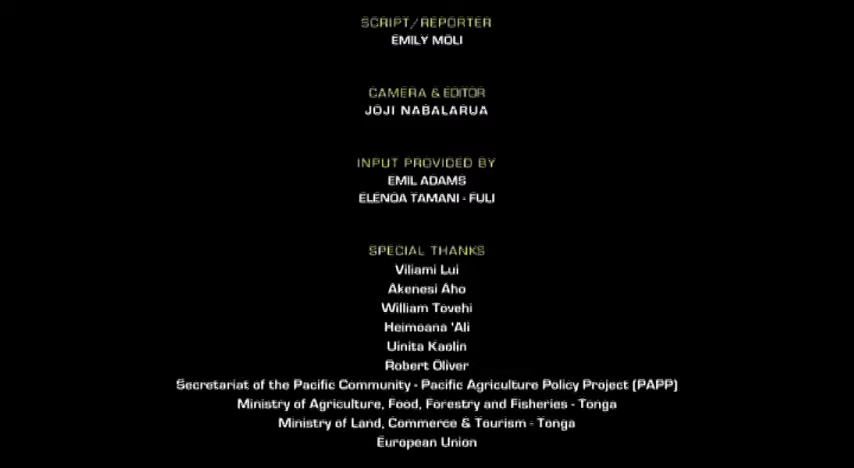 SCRIPT/REPORTER
EMILY MOLI
CAMERA & EDITOR
JOJI NABALARUA
INPUT PROVIDED BY
EMIL ADAMS
ELENOA TAMANI - FULI
SPECIAL THANKS
Viliami Lui
Akenesi Aho
William Tovehi
Heimoana 'Ali
Uinita Kaolin
Robert Oliver
Secretariat of the Pacific Community - Pacific Agriculture Policy Project (PAPP)
Ministry of Agriculture, Food, Forestry and Fisheries - Tonga
Ministry of Land, Commerce & Tourism - Tonga
European Union